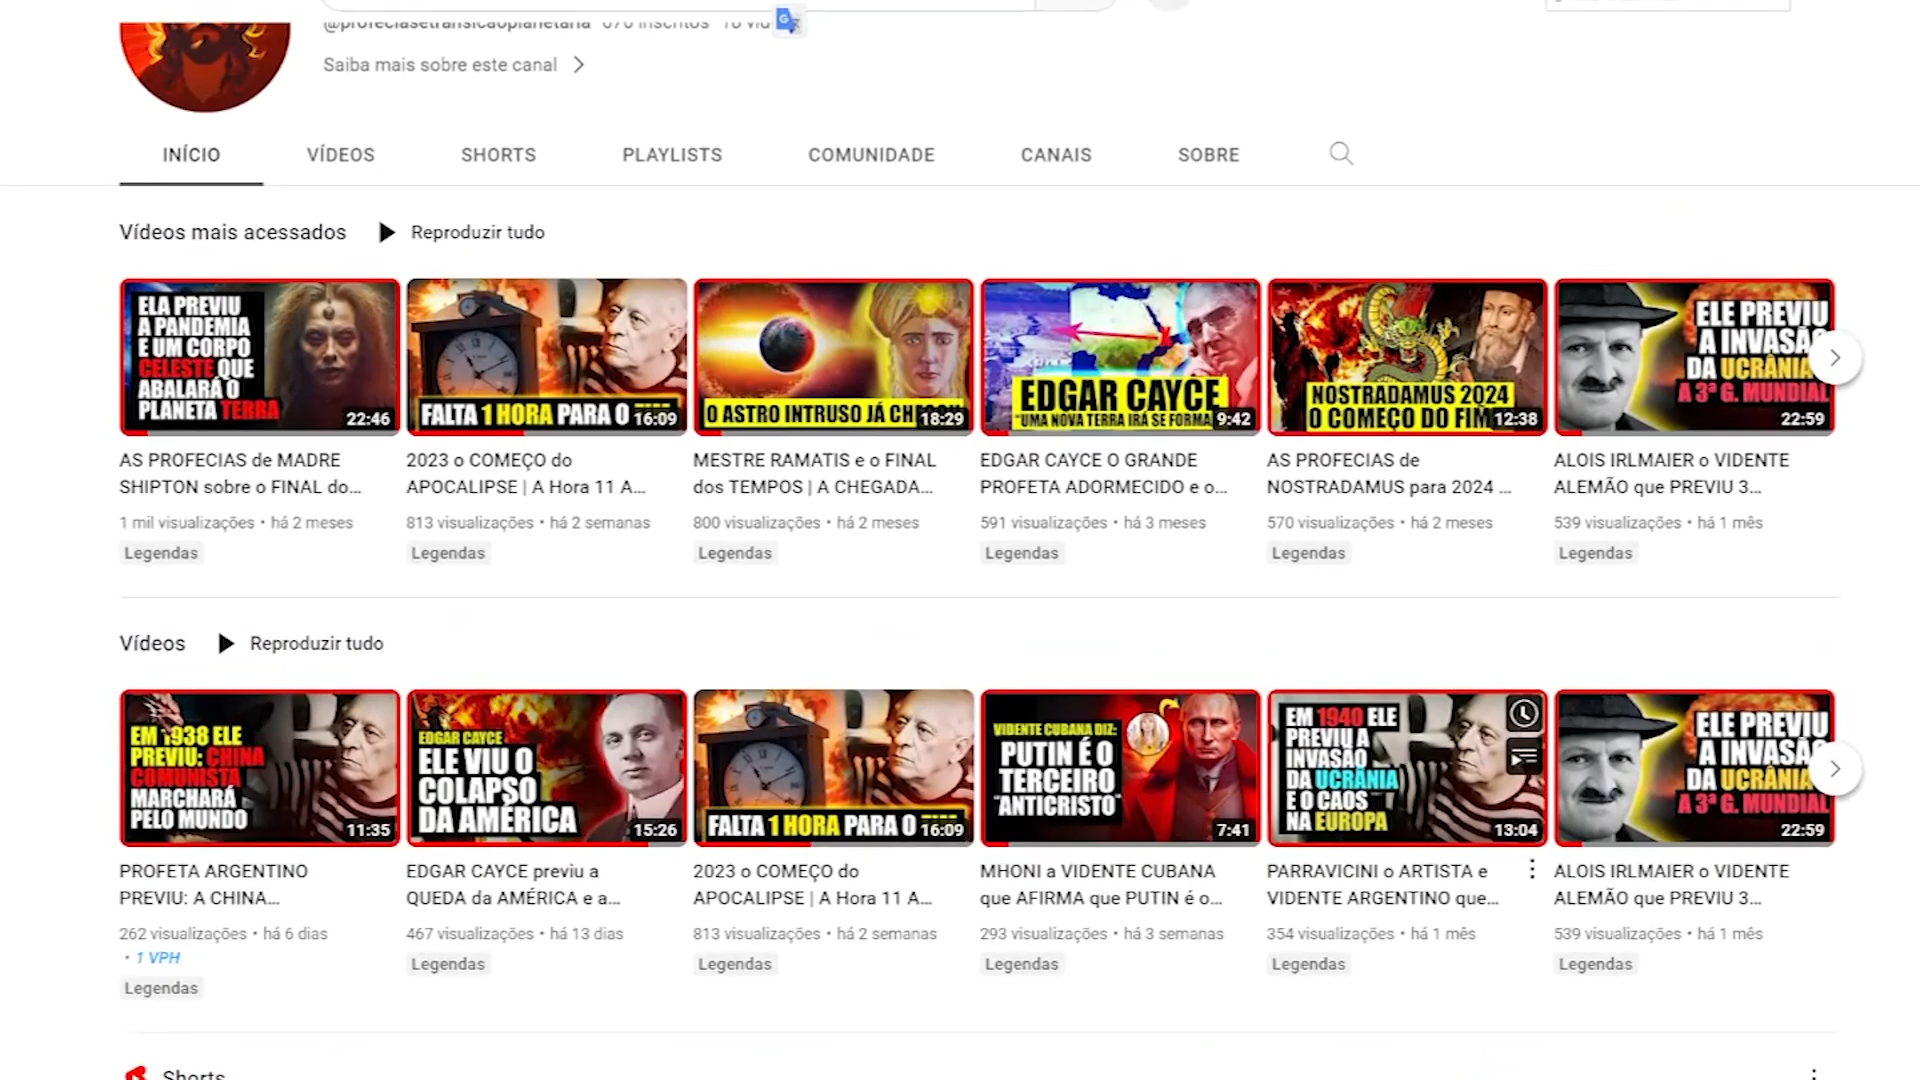 @profeciasetransicaoplanetaria 670 inscritos
Saiba mais sobre este canal
INÍCIO VÍDEOS SHORTS PLAYLISTS COMUNIDADE CANAIS SOBRE
Vídeos mais acessados Reproduzir tudo
ELA PREVIU
A PANDEMIA
E UM CORPO
CELESTE QUE
ABALARÁ O
PLANETA TERRA
22:46
FALTA 1 HORA PARA O
16:09
O ASTRO INTRUSO JÁ
18:29
EDGAR CAYCE
"UMA NOVA TERRA IRÁ SE FORMA
9:42
NOSTRADAMUS 2024
O COMEÇO DO FIM
12:38
ELE PREVIU
A INVASÃO
DA UCRÂNIA
A 3ª G. MUNDIAL
22:59
AS PROFECIAS de MADRE
SHIPTON sobre o FINAL do...
1 mil visualizações • há 2 meses
Legendas
2023 o COMEÇO do
APOCALIPSE | A Hora 11 A...
813 visualizações • há 2 semanas
Legendas
MESTRE RAMATIS e o FINAL
dos TEMPOS | A CHEGADA...
800 visualizações • há 2 meses
Legendas
EDGAR CAYCE O GRANDE
PROFETA ADORMECIDO e o...
591 visualizações • há 3 meses
Legendas
AS PROFECIAS de
NOSTRADAMUS para 2024 ...
570 visualizações • há 2 meses
Legendas
ALOIS IRLMAIER o VIDENTE
ALEMÃO que PREVIU 3...
539 visualizações • há 1 mês
Legendas
Vídeos Reproduzir tudo
EM 1938 ELE
PREVIU: CHINA
COMUNISTA
MARCHARÁ
PELO MUNDO
11:35
EDGAR CAYCE
ELE VIU O
COLAPSO
DA AMÉRICA
15:26
FALTA 1 HORA PARA O
16:09
VIDENTE CUBANA DIZ:
PUTIN É O
TERCEIRO
"ANTICRISTO"
7:41
EM 1940 ELE
PREVIU A
INVASÃO
DA UCRÂNIA
E O CAOS
NA EUROPA
13:04
ELE PREVIU
A INVASÃO
DA UCRÂNIA
A 3ª G. MUNDIAL
22:59
PROFETA ARGENTINO
PREVIU: A CHINA...
262 visualizações • há 6 dias
• 1 VPH
Legendas
EDGAR CAYCE previu a
QUEDA da AMÉRICA e a...
467 visualizações • há 13 dias
Legendas
2023 o COMEÇO do
APOCALIPSE | A Hora 11 A...
813 visualizações • há 2 semanas
Legendas
MHONI a VIDENTE CUBANA
que AFIRMA que PUTIN é o...
293 visualizações • há 3 semanas
Legendas
PARRAVICINI o ARTISTA e
VIDENTE ARGENTINO que...
354 visualizações • há 1 mês
Legendas
ALOIS IRLMAIER o VIDENTE
ALEMÃO que PREVIU 3...
539 visualizações • há 1 mês
Legendas
Shorts